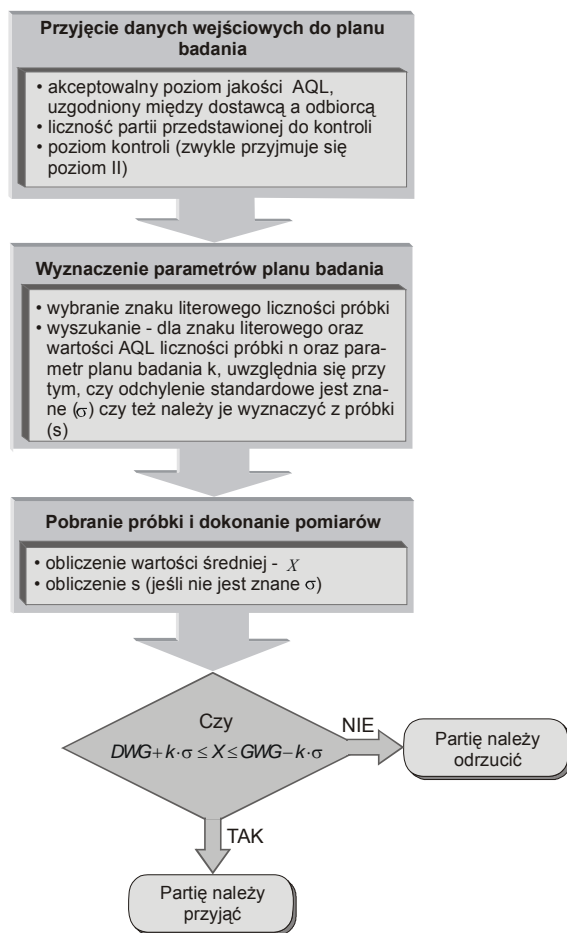 Przyjęcie danych wejściowych do planu
badania
• akceptowalny poziom jakości AQL,
uzgodniony między dostawcą a odbiorcą
• liczność partii przedstawionej do kontroli
• poziom kontroli (zwykle przyjmuje się
poziom II)
Wyznaczenie parametrów planu badania
• wybranie znaku literowego liczności próbki
• wyszukanie - dla znaku literowego oraz
wartości AQL liczności próbki n oraz para-
metr planu badania k, uwzględnia się przy
tym, czy odchylenie standardowe jest zna-
ne (σ) czy też należy je wyznaczyć z próbki
(s)
Pobranie próbki i dokonanie pomiarów
• obliczenie wartości średniej - X
• obliczenie s (jeśli nie jest znane σ)
Czy
DWG+k·σ ≤ X ≤ GWG−k·σ
NIE
Partię należy
odrzucić
TAK
Partię należy
przyjąć